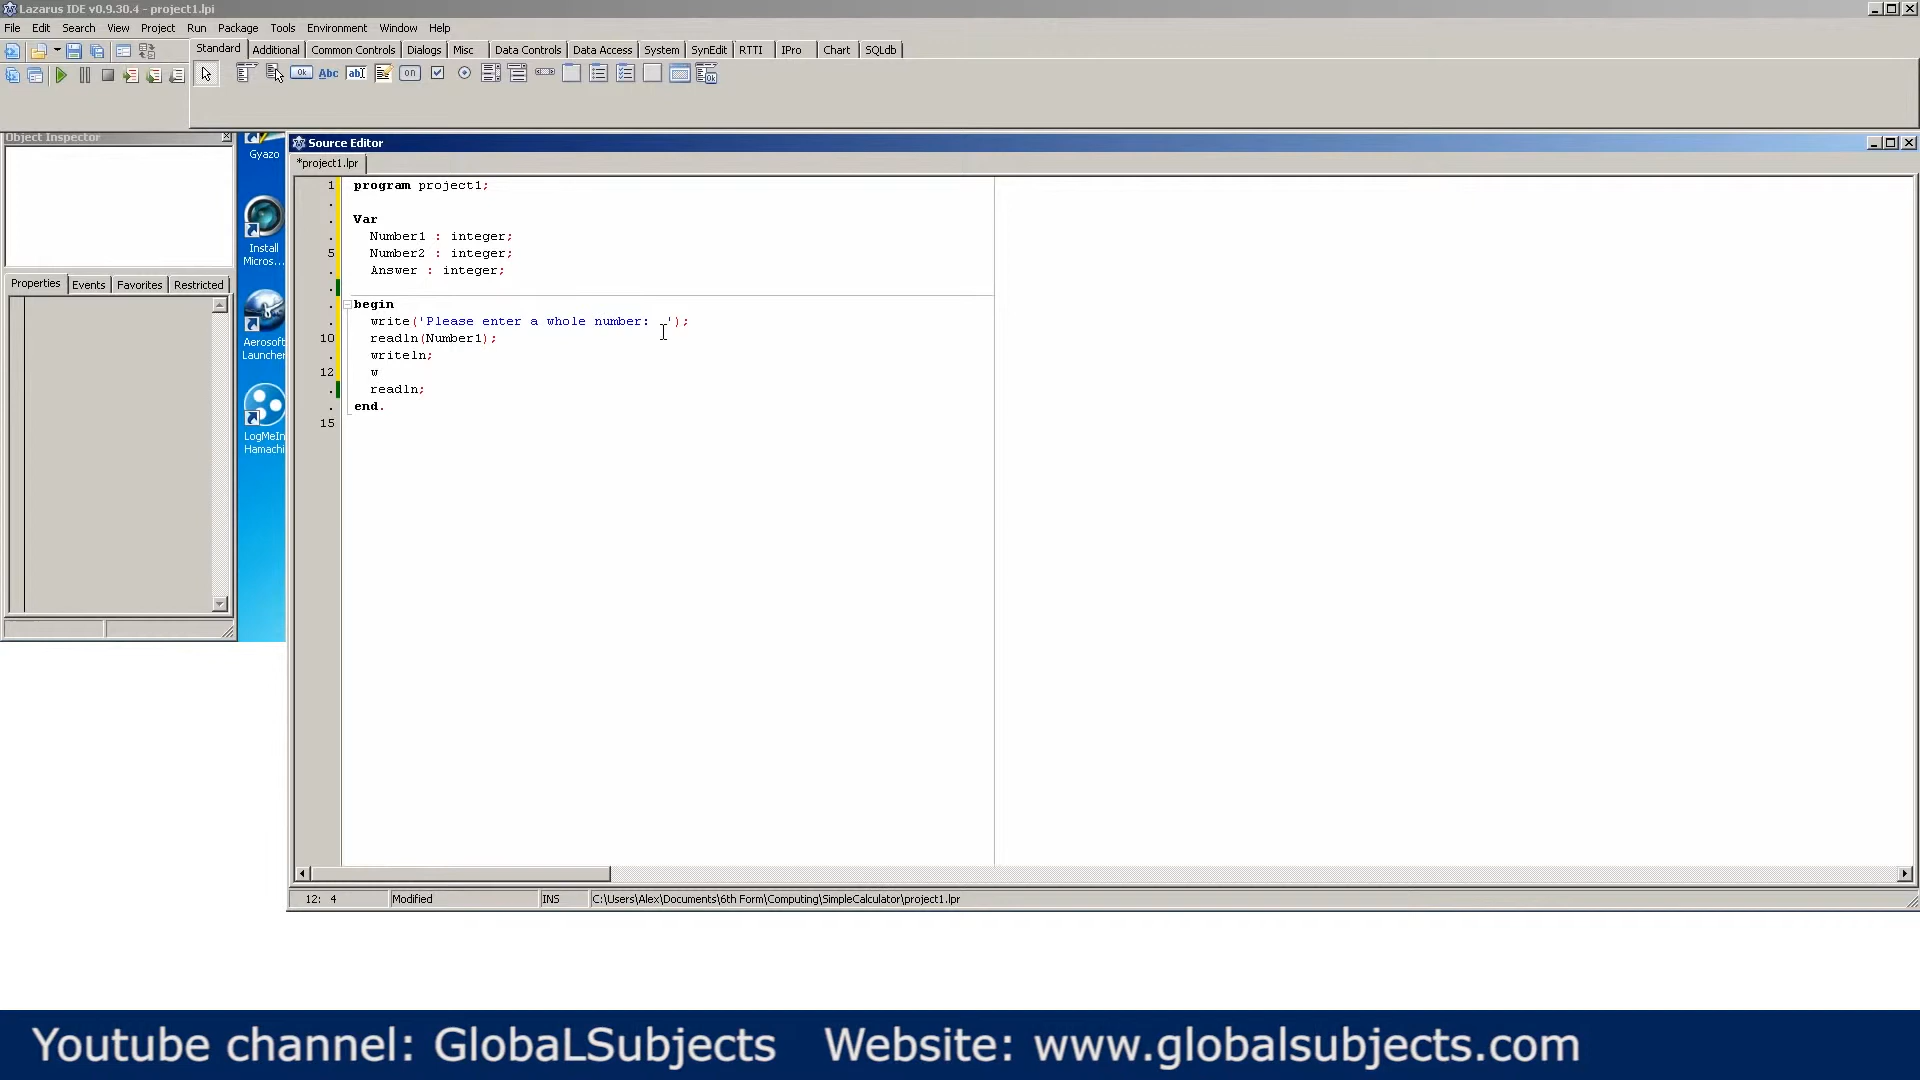 Lazarus IDE v0.9.30.4 - project1.lpi
File Edit Search View Project Run Package Tools Environment Window Help
Standard Additional Common Controls Dialogs Misc Data Controls Data Access System SynEdit RTTI IPro Chart SQLdb
Ok Abc ab on Ok
Object Inspector
Properties Events Favorites Restricted
Gyazo
Install
Micros...
Aerosoft
Launcher
LogMeIn
Hamachi
Source Editor
*project1.lpr
1 program project1;
.
. Var
. Number1 : integer;
5 Number2 : integer;
. Answer : integer;
.
. begin
. write('Please enter a whole number:  ');
10 readln(Number1);
. writeln;
12 w
. readln;
. end.
15
12: 4 Modified INS C:\Users\Alex\Documents\6th Form\Computing\SimpleCalculator\project1.lpr
Youtube channel: GlobaLSubjects Website: www.globalsubjects.com